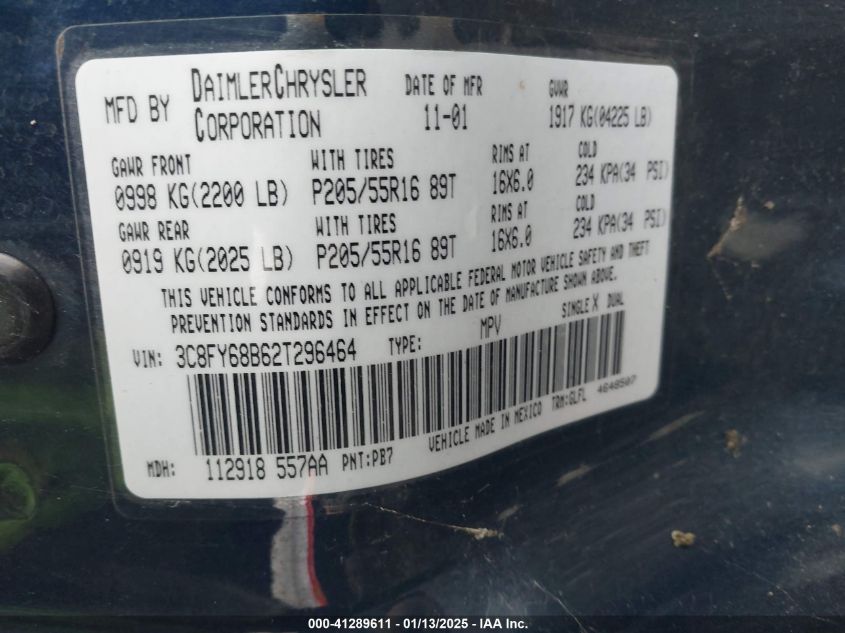 MFD BY DAIMLERCHRYSLER CORPORATION DATE OF MFR 11-01 GVWR 1917 KG(04225 LB)
GAWR FRONT WITH TIRES RIMS AT COLD
0998 KG(2200 LB) P205/55R16 89T 16X6.0 234 KPA(34 PSI)
GAWR REAR WITH TIRES RIMS AT COLD
0919 KG(2025 LB) P205/55R16 89T 16X6.0 234 KPA(34 PSI)
THIS VEHICLE CONFORMS TO ALL APPLICABLE FEDERAL MOTOR VEHICLE SAFETY AND THEFT
PREVENTION STANDARDS IN EFFECT ON THE DATE OF MANUFACTURE SHOWN ABOVE.
VIN: 3C8FY68B62T296464 TYPE: MPV SINGLE X DUAL
VEHICLE MADE IN MEXICO TRM:GLFL 4648507
MDH: 112918 557AA PNT:PB7
000-41289611 - 01/13/2025 - IAA Inc.